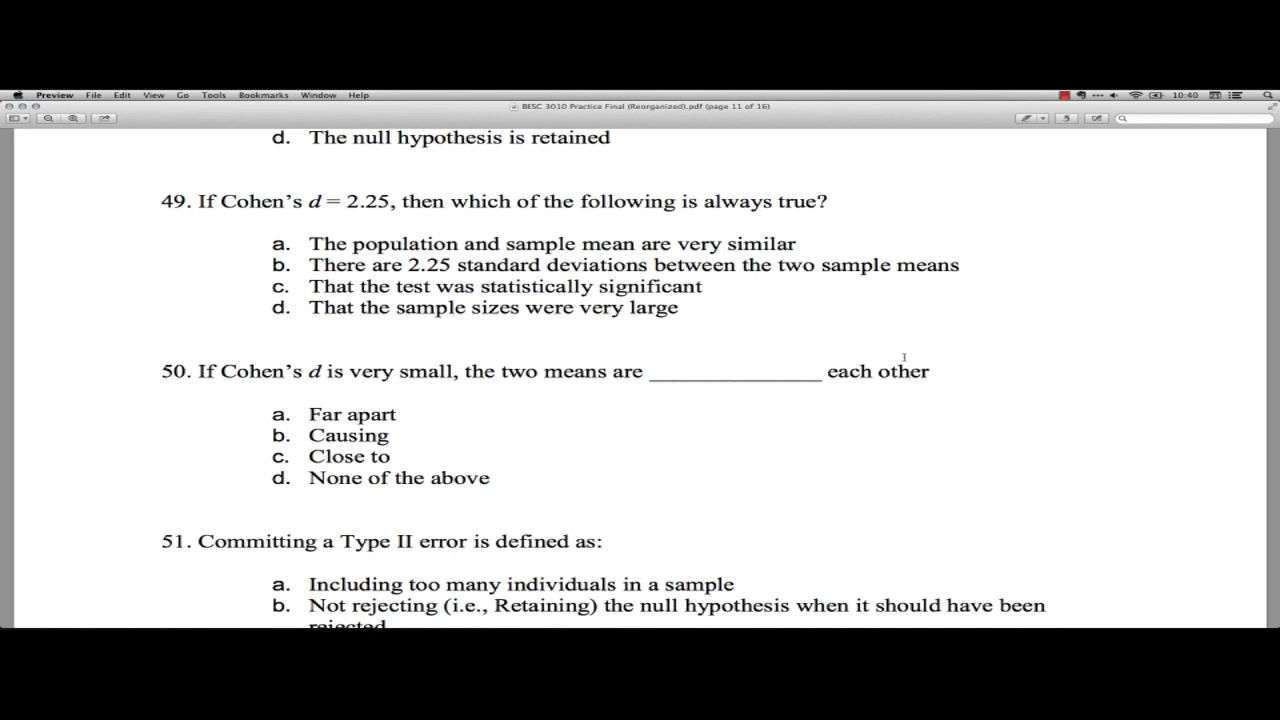 Preview File Edit View Go Tools Bookmarks Window Help 10:40
BESC 3010 Practice Final (Reorganized).pdf (page 11 of 16)
d. The null hypothesis is retained
49. If Cohen's d = 2.25, then which of the following is always true?
a. The population and sample mean are very similar
b. There are 2.25 standard deviations between the two sample means
c. That the test was statistically significant
d. That the sample sizes were very large
50. If Cohen's d is very small, the two means are ________________ each other
a. Far apart
b. Causing
c. Close to
d. None of the above
51. Committing a Type II error is defined as:
a. Including too many individuals in a sample
b. Not rejecting (i.e., Retaining) the null hypothesis when it should have been
rejected